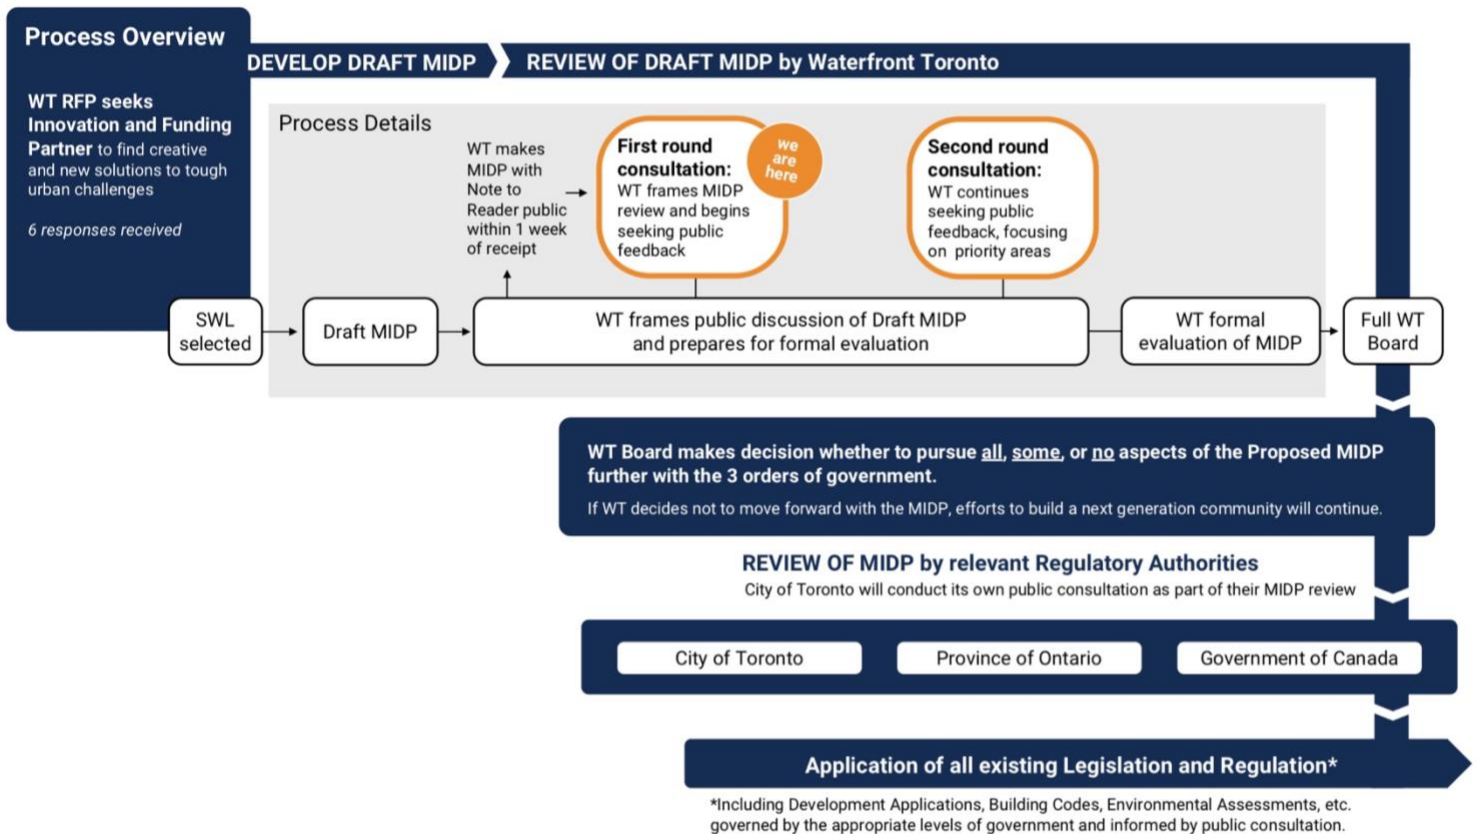 Process Overview
WT RFP seeks
Innovation and Funding
Partner to find creative
and new solutions to tough
urban challenges
6 responses received
DEVELOP DRAFT MIDP
REVIEW OF DRAFT MIDP by Waterfront Toronto
Process Details
WT makes
MIDP with
Note to
Reader public
within 1 week
of receipt
First round
consultation:
WT frames MIDP
review and begins
seeking public
feedback
we
are
here
Second round
consultation:
WT continues
seeking public
feedback, focusing
on priority areas
SWL
selected
Draft MIDP
WT frames public discussion of Draft MIDP
and prepares for formal evaluation
WT formal
evaluation of MIDP
Full WT
Board
WT Board makes decision whether to pursue all, some, or no aspects of the Proposed MIDP
further with the 3 orders of government.
If WT decides not to move forward with the MIDP, efforts to build a next generation community will continue.
REVIEW OF MIDP by relevant Regulatory Authorities
City of Toronto will conduct its own public consultation as part of their MIDP review
City of Toronto
Province of Ontario
Government of Canada
Application of all existing Legislation and Regulation*
*Including Development Applications, Building Codes, Environmental Assessments, etc.
governed by the appropriate levels of government and informed by public consultation.